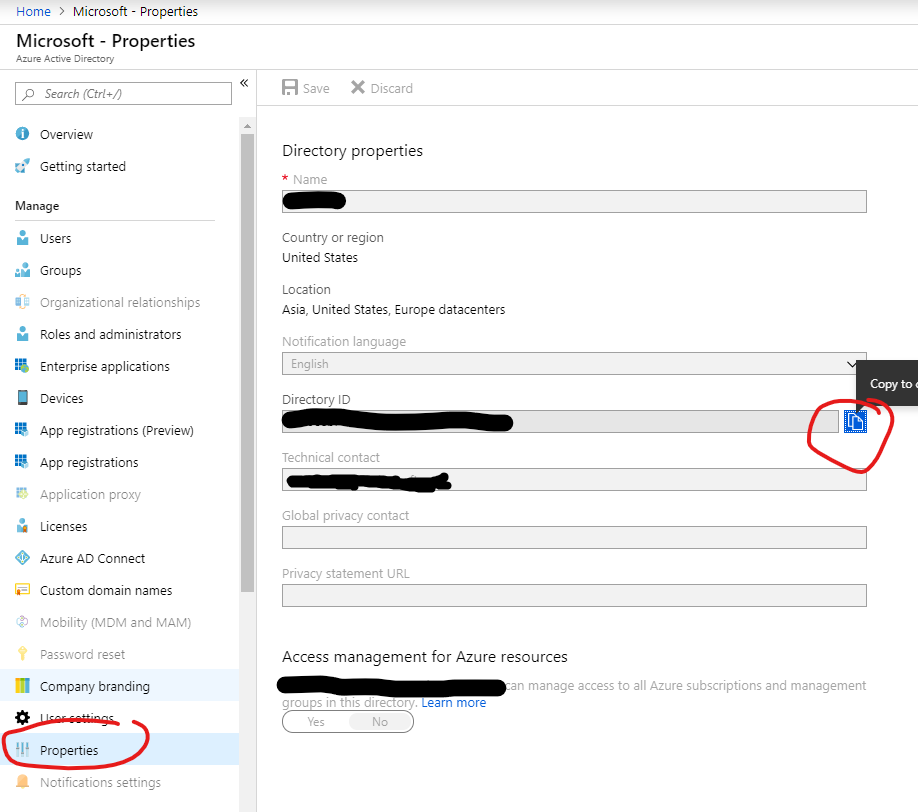 Home > Microsoft - Properties
Microsoft - Properties
Azure Active Directory
Search (Ctrl+/)
«
Overview
Getting started
Manage
Users
Groups
Organizational relationships
Roles and administrators
Enterprise applications
Devices
App registrations (Preview)
App registrations
Application proxy
Licenses
Azure AD Connect
Custom domain names
Mobility (MDM and MAM)
Password reset
Company branding
User settings
Properties
Notifications settings
Save Discard
Directory properties
* Name
Country or region
United States
Location
Asia, United States, Europe datacenters
Notification language
English
Directory ID
Copy to c
Technical contact
Global privacy contact
Privacy statement URL
Access management for Azure resources
can manage access to all Azure subscriptions and management
groups in this directory. Learn more
Yes No